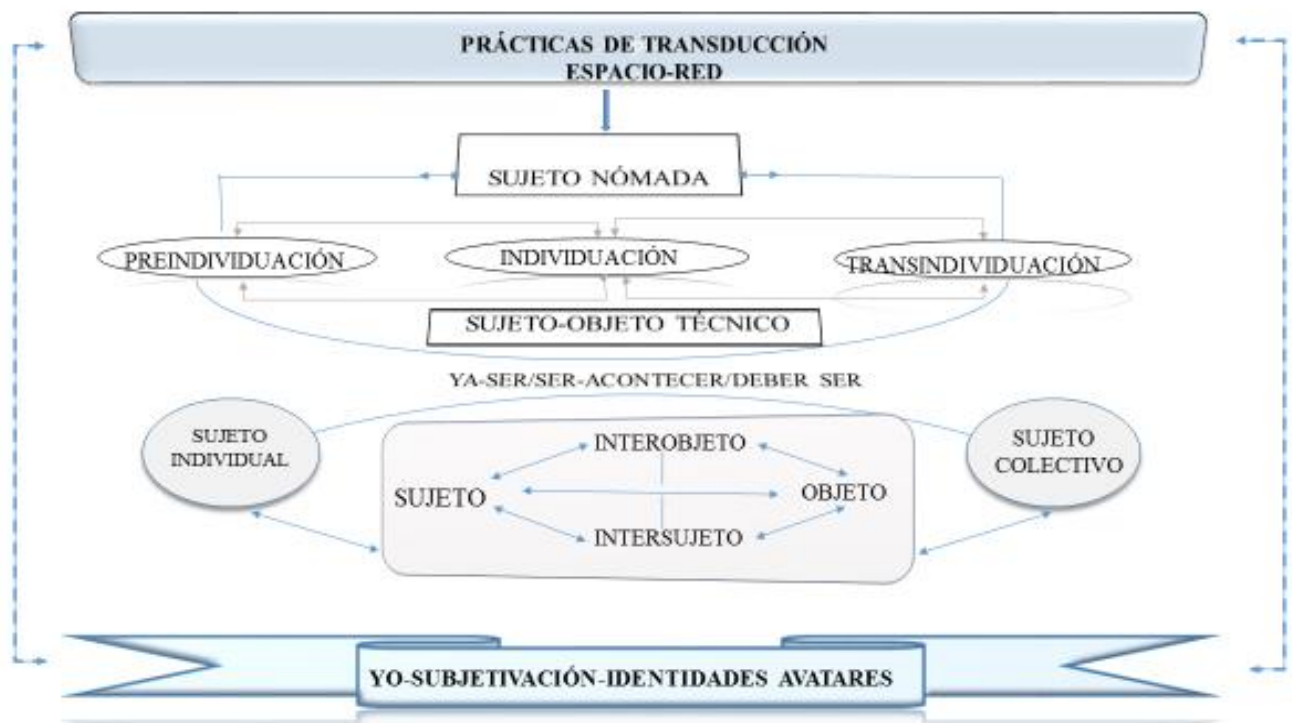 PRÁCTICAS DE TRANSDUCCIÓN
ESPACIO-RED
SUJETO NÓMADA
PREINDIVIDUACIÓN
INDIVIDUACIÓN
TRANSINDIVIDUACIÓN
SUJETO-OBJETO TÉCNICO
YA-SER/SER-ACONTECER/DEBER SER
SUJETO
INDIVIDUAL
INTEROBJETO
SUJETO
OBJETO
INTERSUJETO
SUJETO
COLECTIVO
YO-SUBJETIVACIÓN-IDENTIDADES AVATARES